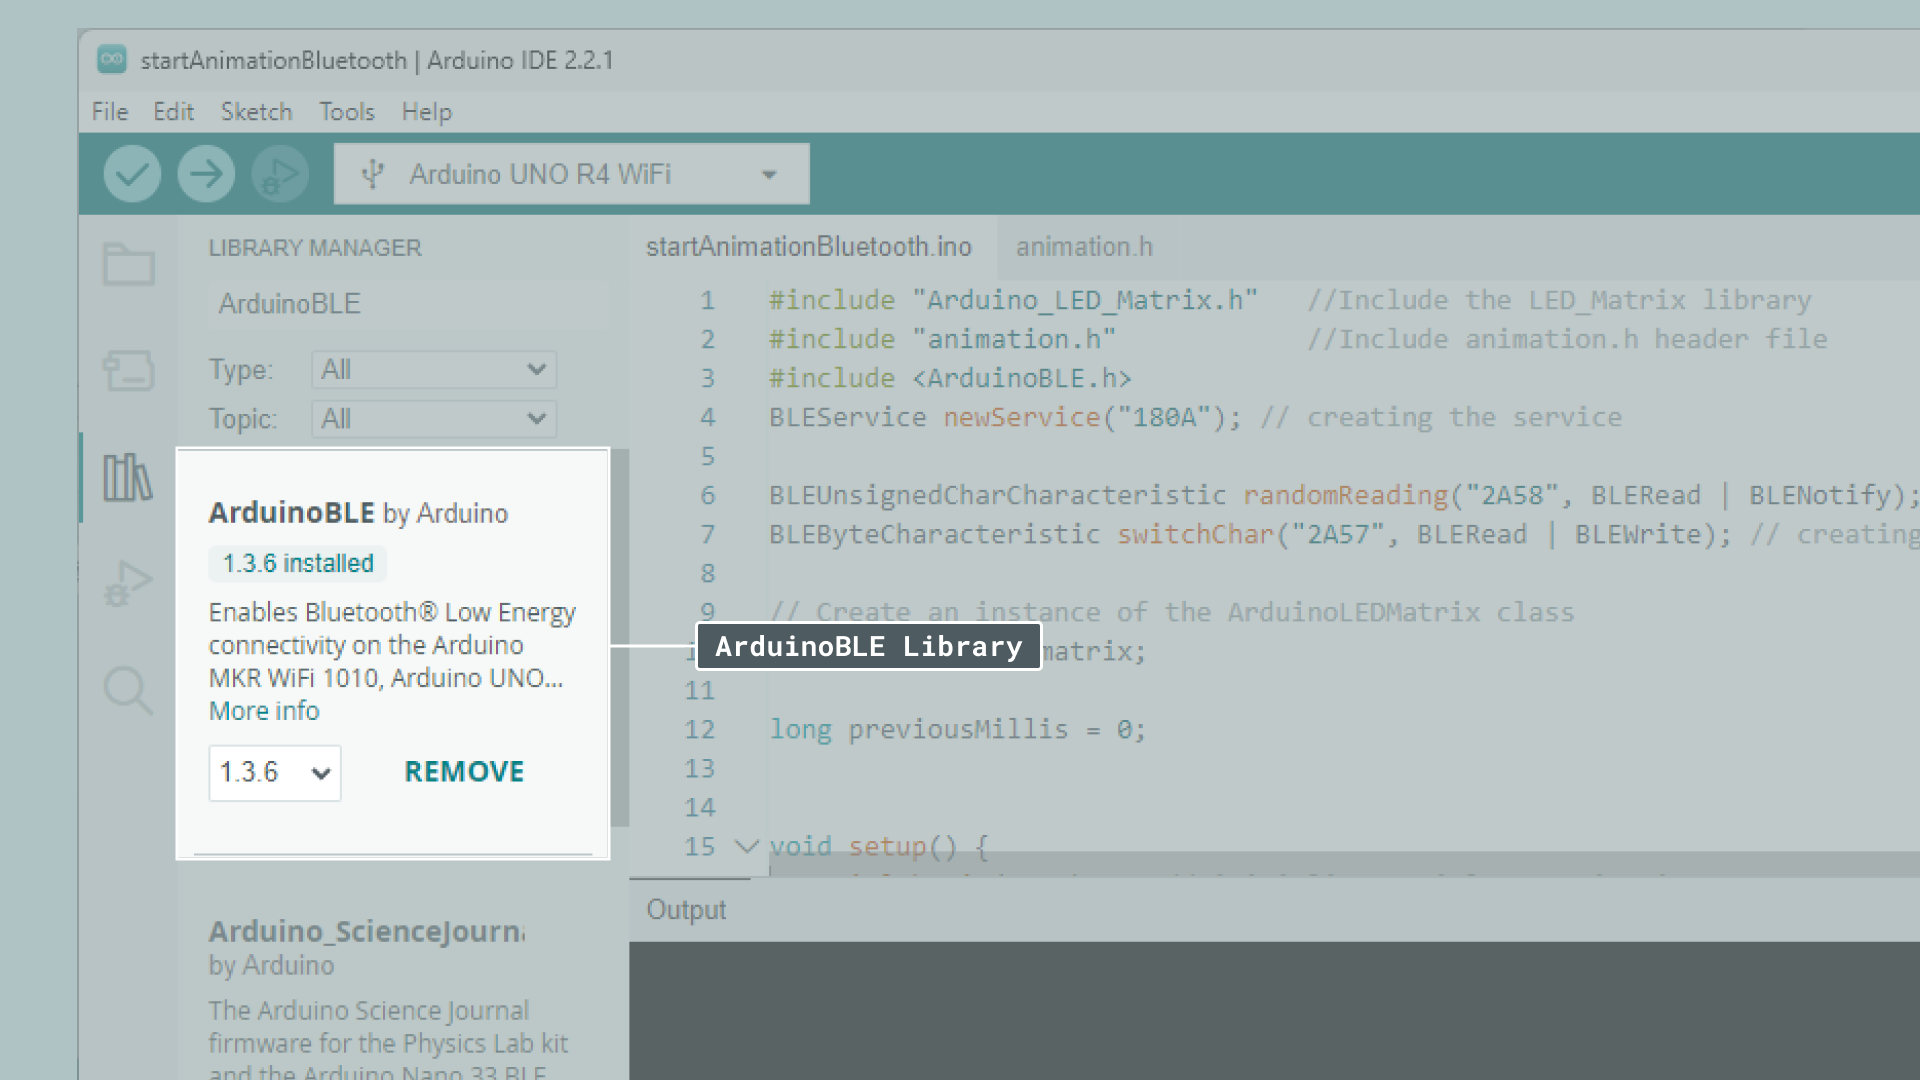 startAnimationBluetooth | Arduino IDE 2.2.1
File Edit Sketch Tools Help
Arduino UNO R4 WiFi
LIBRARY MANAGER
ArduinoBLE
Type: All
Topic: All
ArduinoBLE by Arduino
1.3.6 installed
Enables Bluetooth® Low Energy
connectivity on the Arduino
MKR WiFi 1010, Arduino UNO...
More info
1.3.6 REMOVE
Arduino_ScienceJourna
by Arduino
The Arduino Science Journal
firmware for the Physics Lab kit
and the Arduino Nano 33 BLE
startAnimationBluetooth.ino animation.h
1 #include "Arduino_LED_Matrix.h" //Include the LED_Matrix library
2 #include "animation.h" //Include animation.h header file
3 #include <ArduinoBLE.h>
4 BLEService newService("180A"); // creating the service
5
6 BLEUnsignedCharCharacteristic randomReading("2A58", BLERead | BLENotify);
7 BLEByteCharacteristic switchChar("2A57", BLERead | BLEWrite); // creating
8
9 // Create an instance of the ArduinoLEDMatrix class
matrix;
ArduinoBLE Library
11
12 long previousMillis = 0;
13
14
15 void setup() {
Output